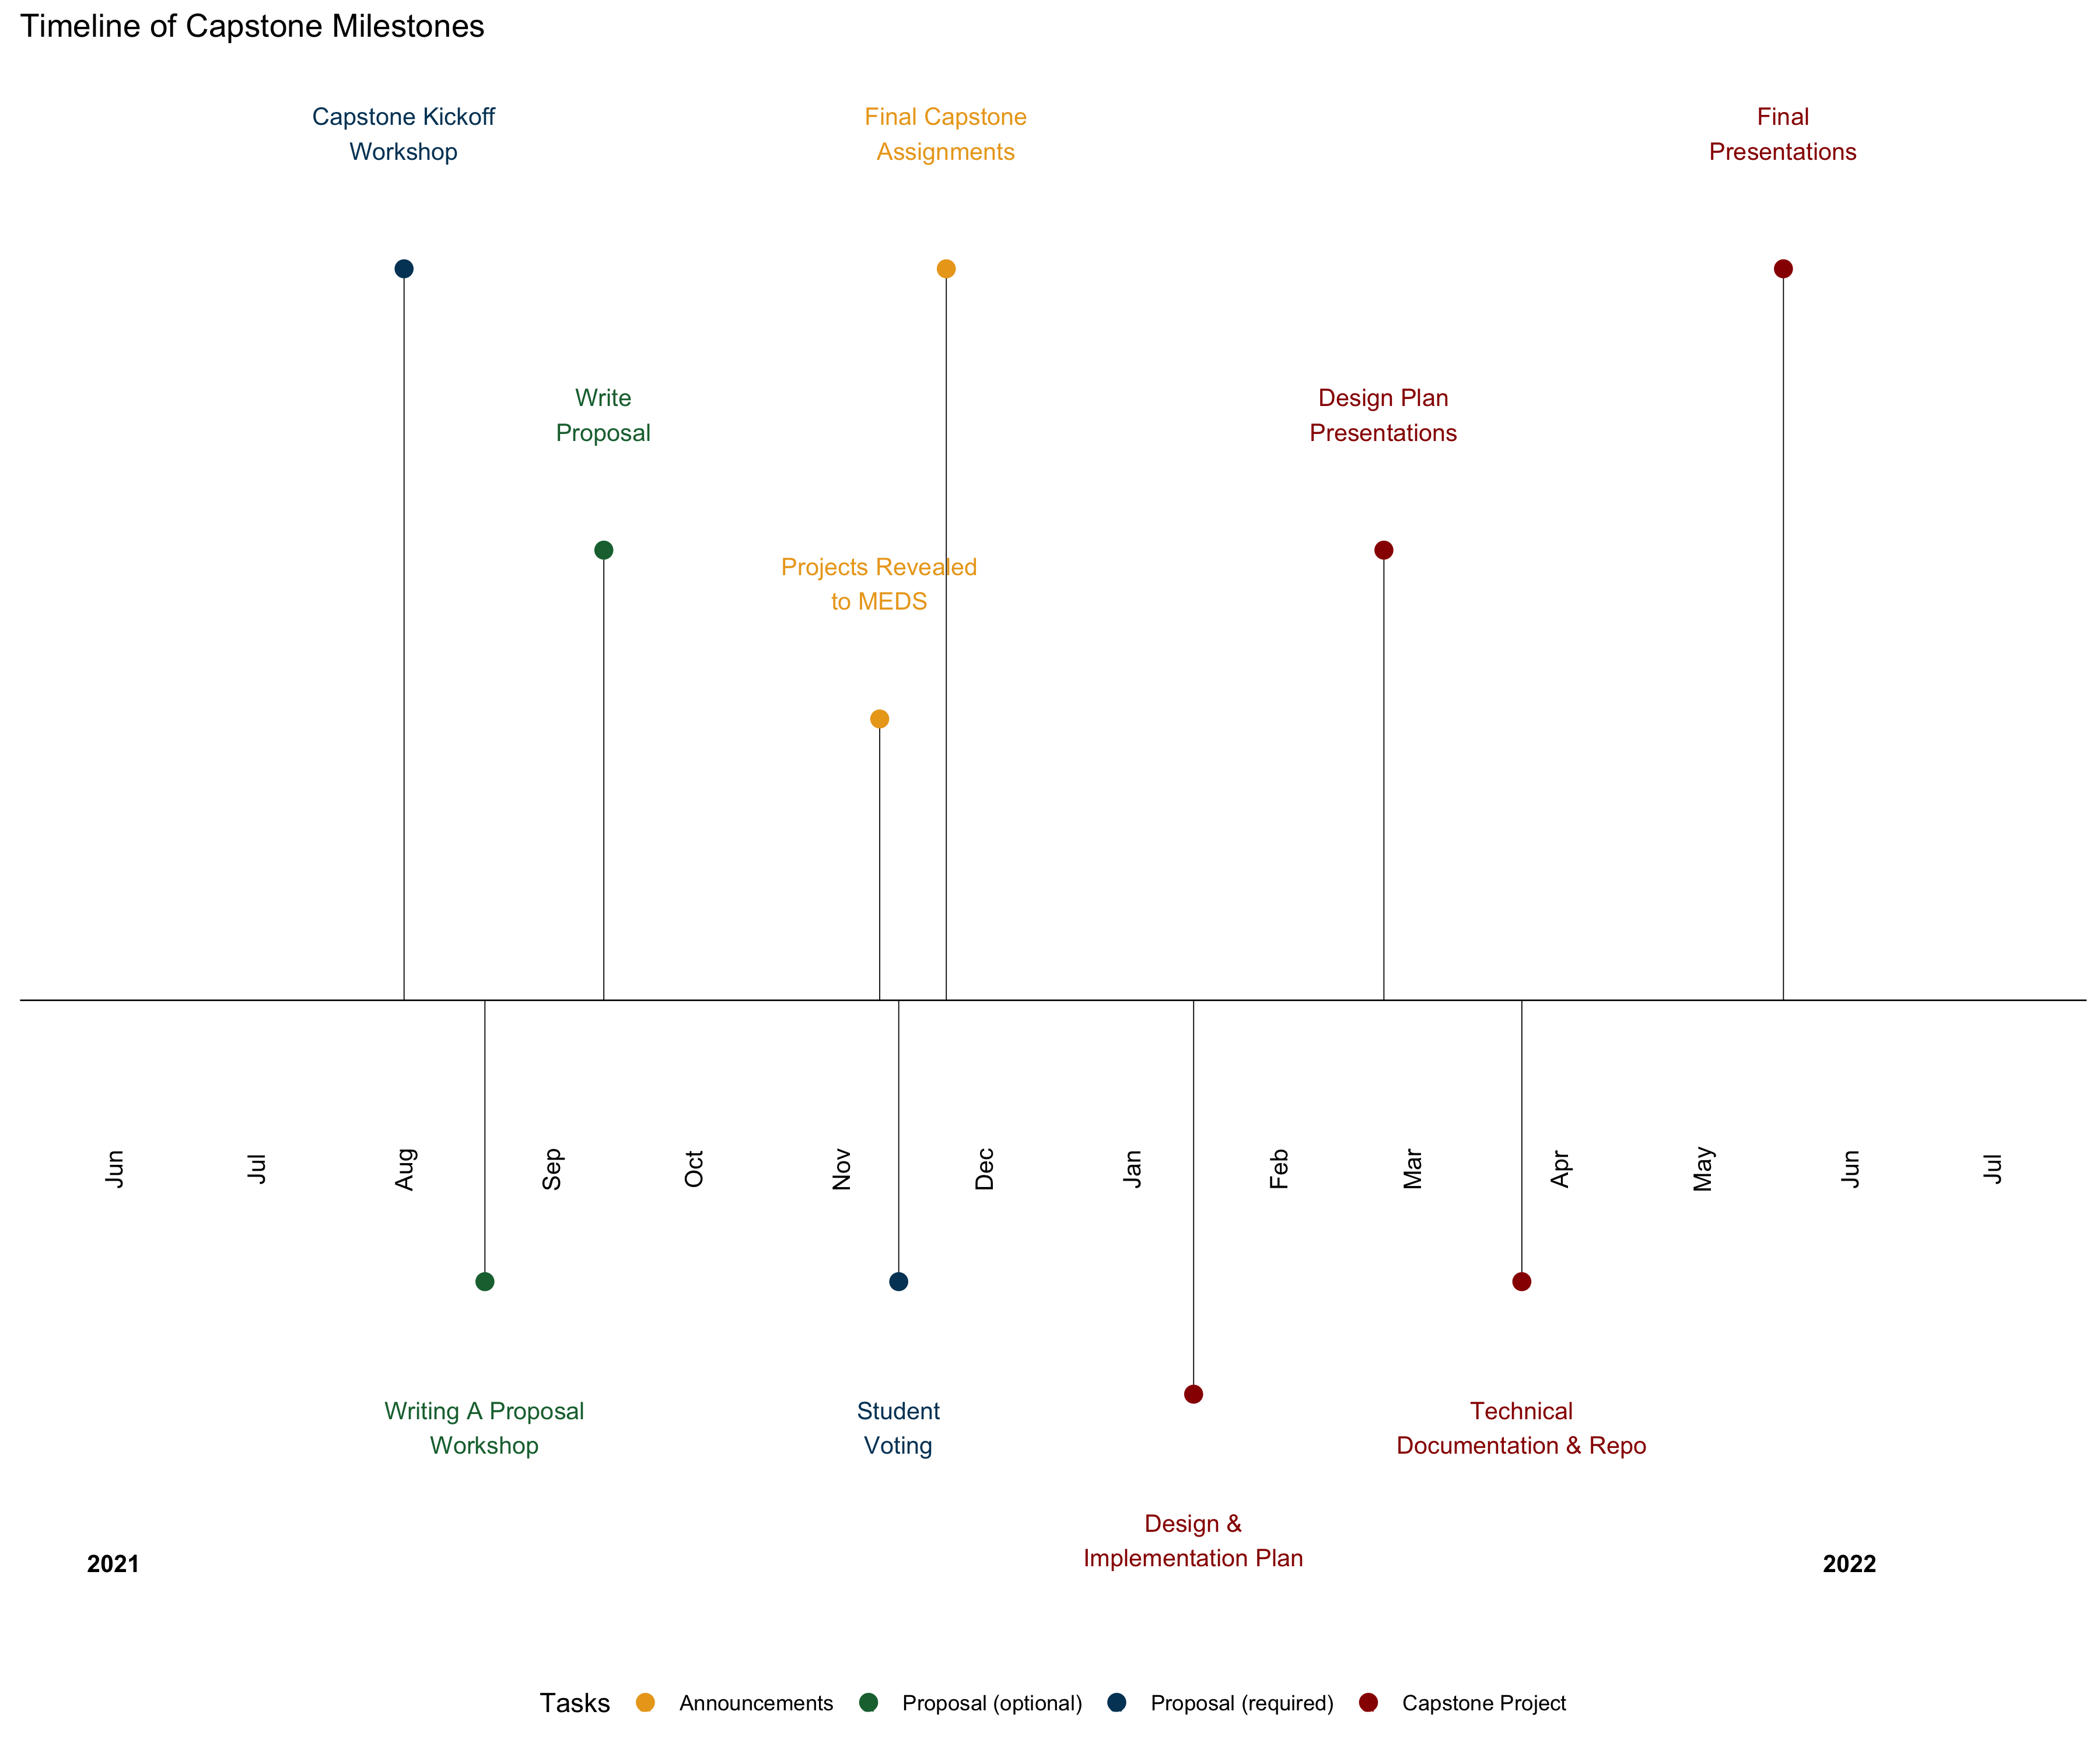 Timeline of Capstone Milestones
Capstone Kickoff
Workshop
Final Capstone
Assignments
Final
Presentations
Write
Proposal
Design Plan
Presentations
Projects Revealed
to MEDS
Jun
Jul
Aug
Sep
Oct
Nov
Dec
Jan
Feb
Mar
Apr
May
Jun
Jul
Writing A Proposal
Workshop
Student
Voting
Technical
Documentation & Repo
Design &
Implementation Plan
2021
2022
Tasks
Announcements
Proposal (optional)
Proposal (required)
Capstone Project